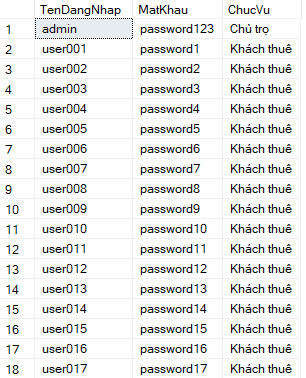 TenDangNhap MatKhau ChucVu
1 admin password123 Chủ trọ
2 user001 password1 Khách thuê
3 user002 password2 Khách thuê
4 user003 password3 Khách thuê
5 user004 password4 Khách thuê
6 user005 password5 Khách thuê
7 user006 password6 Khách thuê
8 user007 password7 Khách thuê
9 user008 password8 Khách thuê
10 user009 password9 Khách thuê
11 user010 password10 Khách thuê
12 user011 password11 Khách thuê
13 user012 password12 Khách thuê
14 user013 password13 Khách thuê
15 user014 password14 Khách thuê
16 user015 password15 Khách thuê
17 user016 password16 Khách thuê
18 user017 password17 Khách thuê